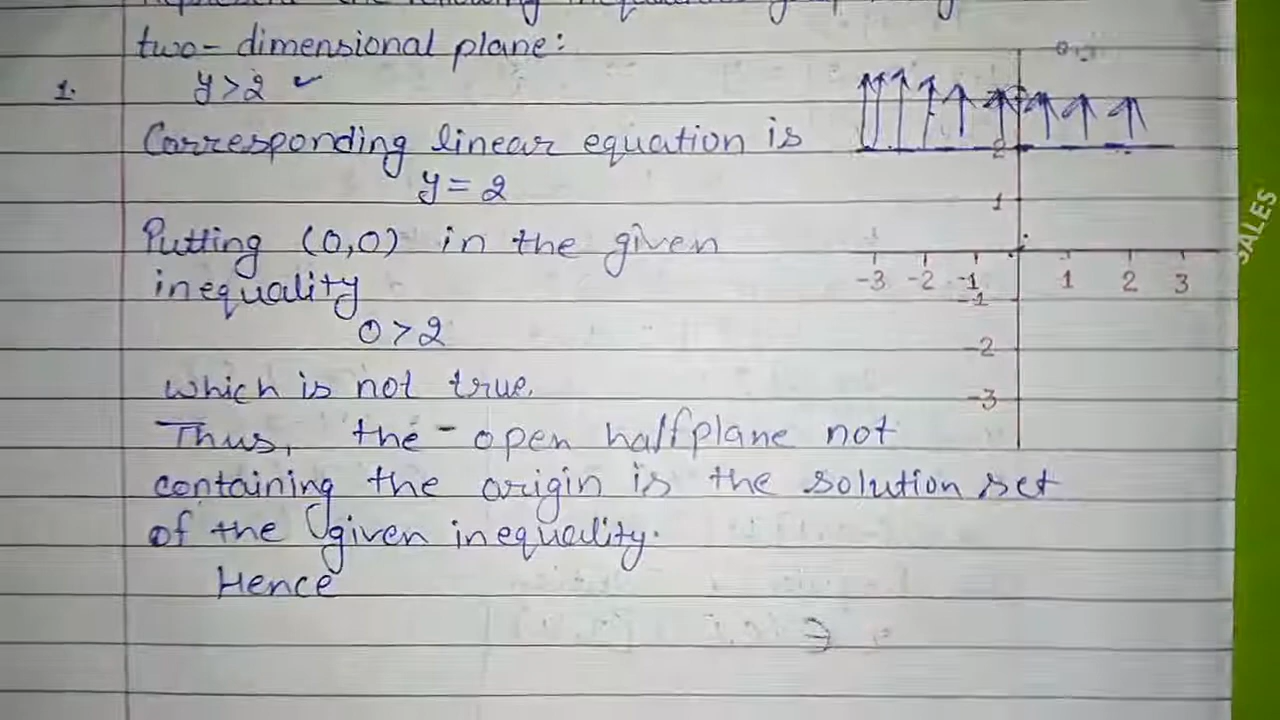 two-dimensional plane:
1. y>2
Corresponding linear equation is
y=2
Putting (0,0) in the given
inequality
0>2
which is not true.
Thus, the open halfplane not
containing the origin is the solution set
of the given inequality.
Hence
2
1
-3 -2 -1 1 2 3
-1
-2
-3
SALES